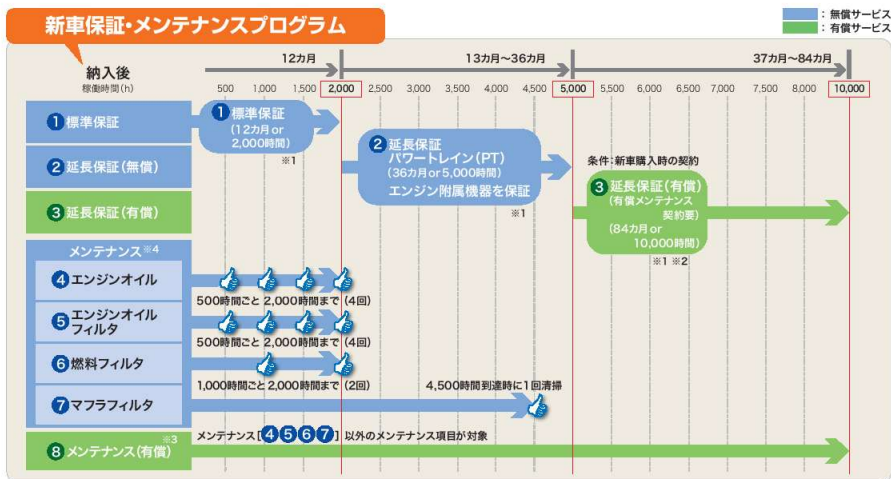 新車保証・メンテナンスプログラム
：無償サービス
：有償サービス
納入後
稼働時間(h)
12カ月
13カ月～36カ月
37カ月～84カ月
500 1,000 1,500 2,000 2,500 3,000 3,500 4,000 4,500 5,000 5,500 6,000 6,500 7,000 7,500 8,000 10,000
1 標準保証
1 標準保証
(12カ月or
2,000時間)
※1
2 延長保証(無償)
2 延長保証
パワートレイン(PT)
(36カ月or5,000時間)
エンジン附属機器を保証
※1
3 延長保証(有償)
条件：新車購入時の契約
3 延長保証(有償)
(有償メンテナンス
契約要)
(84カ月or
10,000時間)
※1 ※2
メンテナンス※4
4 エンジンオイル
500時間ごと 2,000時間まで (4回)
5 エンジンオイル
フィルタ
500時間ごと 2,000時間まで (4回)
6 燃料フィルタ
1,000時間ごと2,000時間まで (2回)
7 マフラフィルタ
4,500時間到達時に1回清掃
8 メンテナンス(有償)※3
メンテナンス[4 5 6 7] 以外のメンテナンス項目が対象